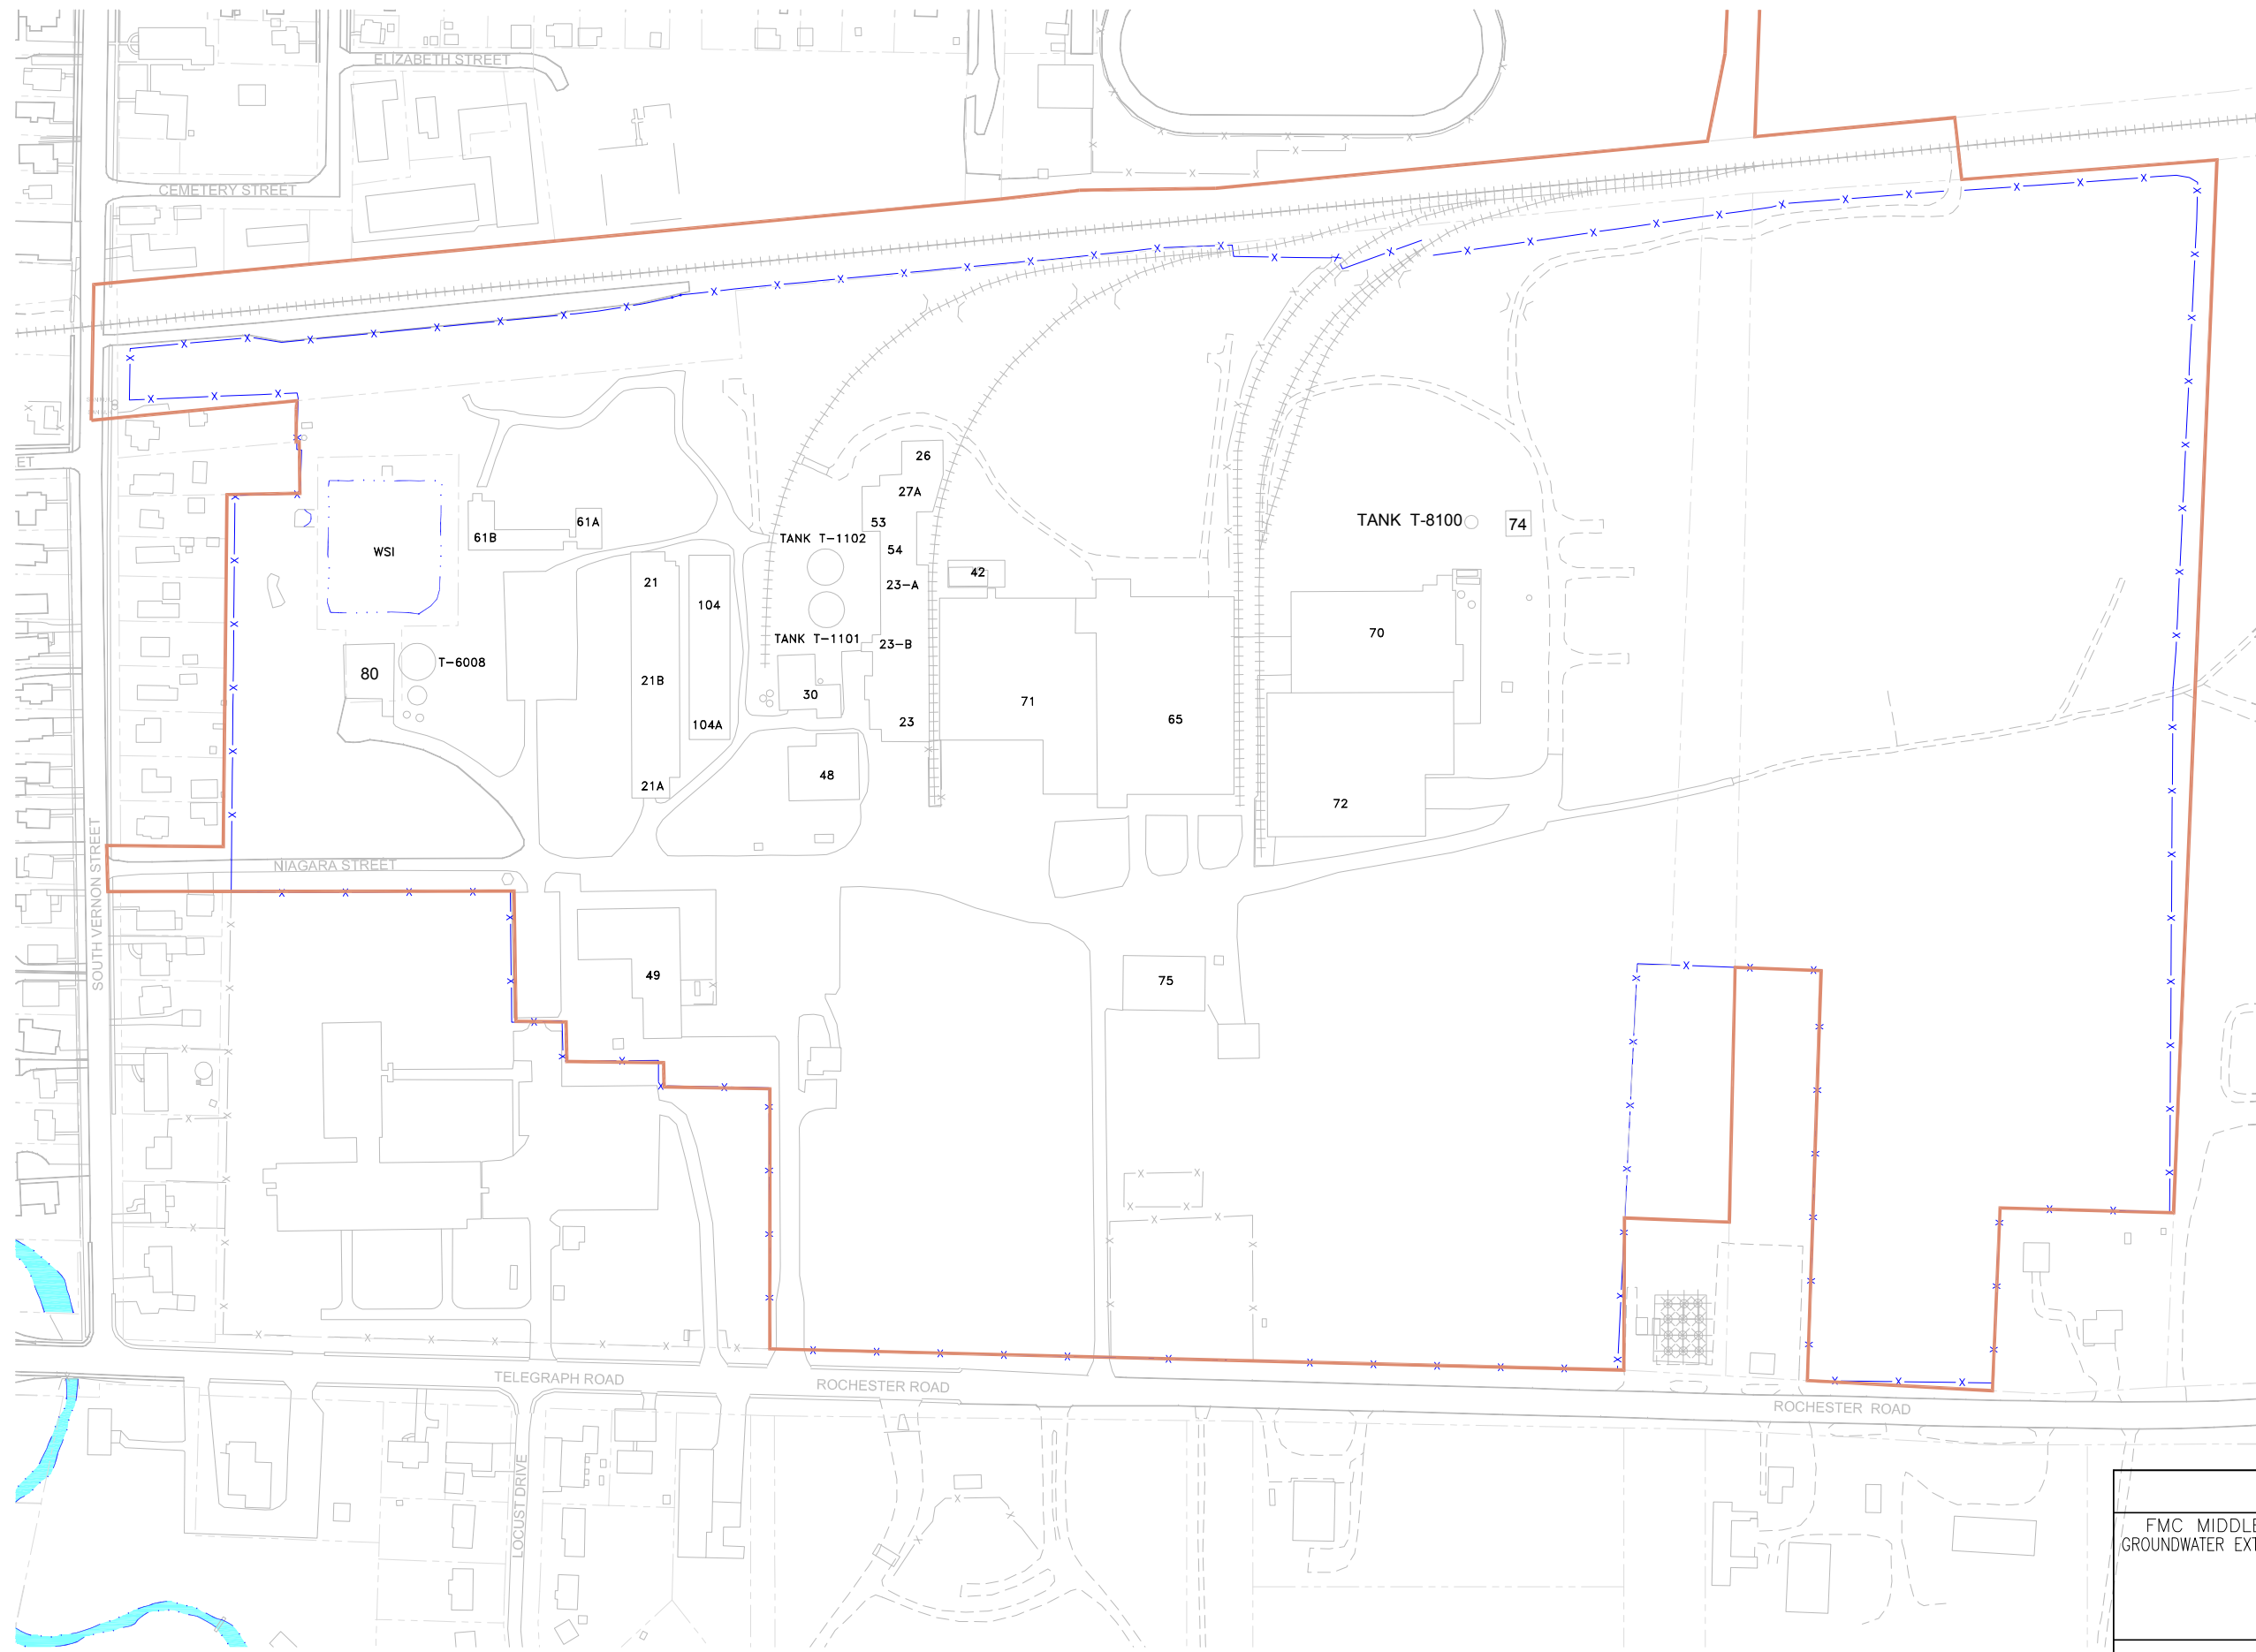 ELIZABETH STREET
CEMETERY STREET
ET
26
27A
61A
53
TANK T-8100
74
61B
TANK T-1102
WSI
54
42
21
23-A
104
70
TANK T-1101
23-B
T-6008
80
21B
30
71
65
104A
23
48
21A
72
SOUTH VERNON STREET
NIAGARA STREET
49
75
TELEGRAPH ROAD
ROCHESTER ROAD
ROCHESTER ROAD
LOCUST DRIVE
FMC MIDDLE
GROUNDWATER EXT